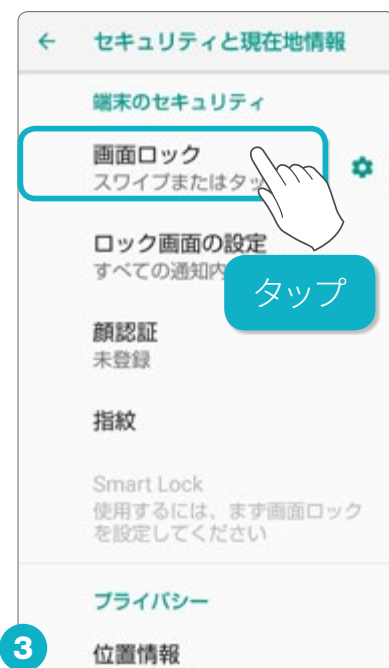 ← セキュリティと現在地情報
端末のセキュリティ
画面ロック
スワイプまたはタッ
ロック画面の設定
すべての通知内
タップ
顔認証
未登録
指紋
Smart Lock
使用するには、まず画面ロック
を設定してください
プライバシー
3
位置情報